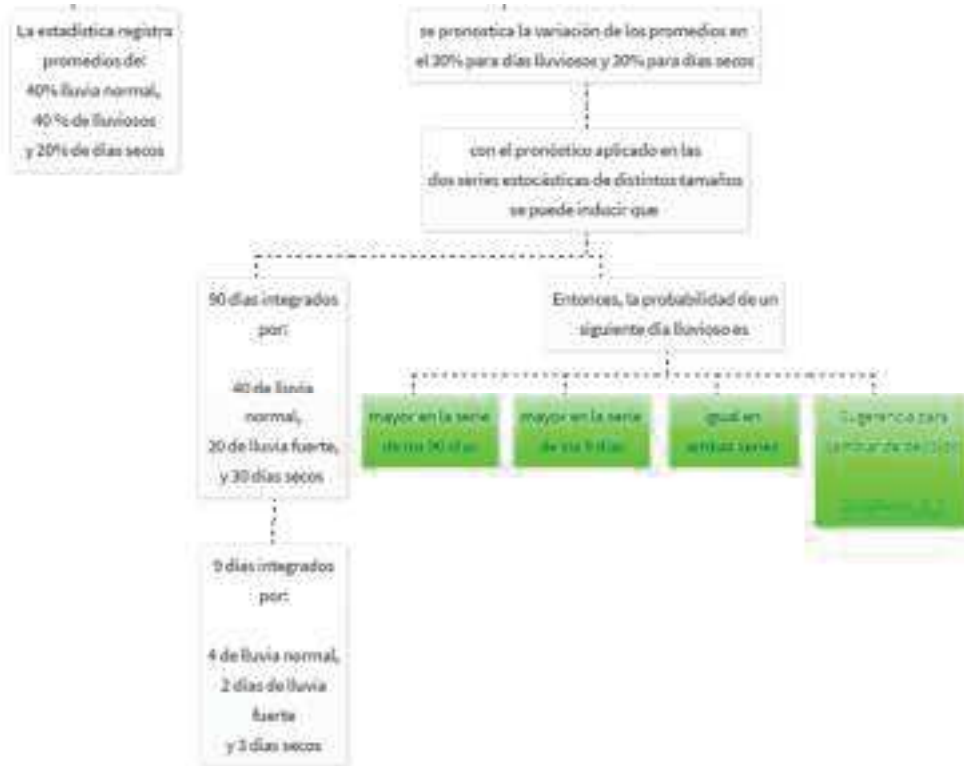 La estadística registra
promedios de:
40% lluvia normal,
40 % de lluviosos
y 20% de días secos
se pronostica la variación de los promedios en
el 30% para días lluviosos y 30% para días secos
con el pronóstico aplicado en las
dos series estocásticas de distintos tamaños
se puede inducir que
90 días integrados
por:
40 de lluvia
normal,
20 de lluvia fuerte,
y 30 días secos
Entonces, la probabilidad de un
siguiente día lluvioso es
mayor en la serie
de los 90 días
mayor en la serie
de los 9 días
igual en
ambas series
Sugerencia para
cambiar de decisión
9 días integrados
por:
4 de lluvia normal,
2 días de lluvia
fuerte
y 3 días secos